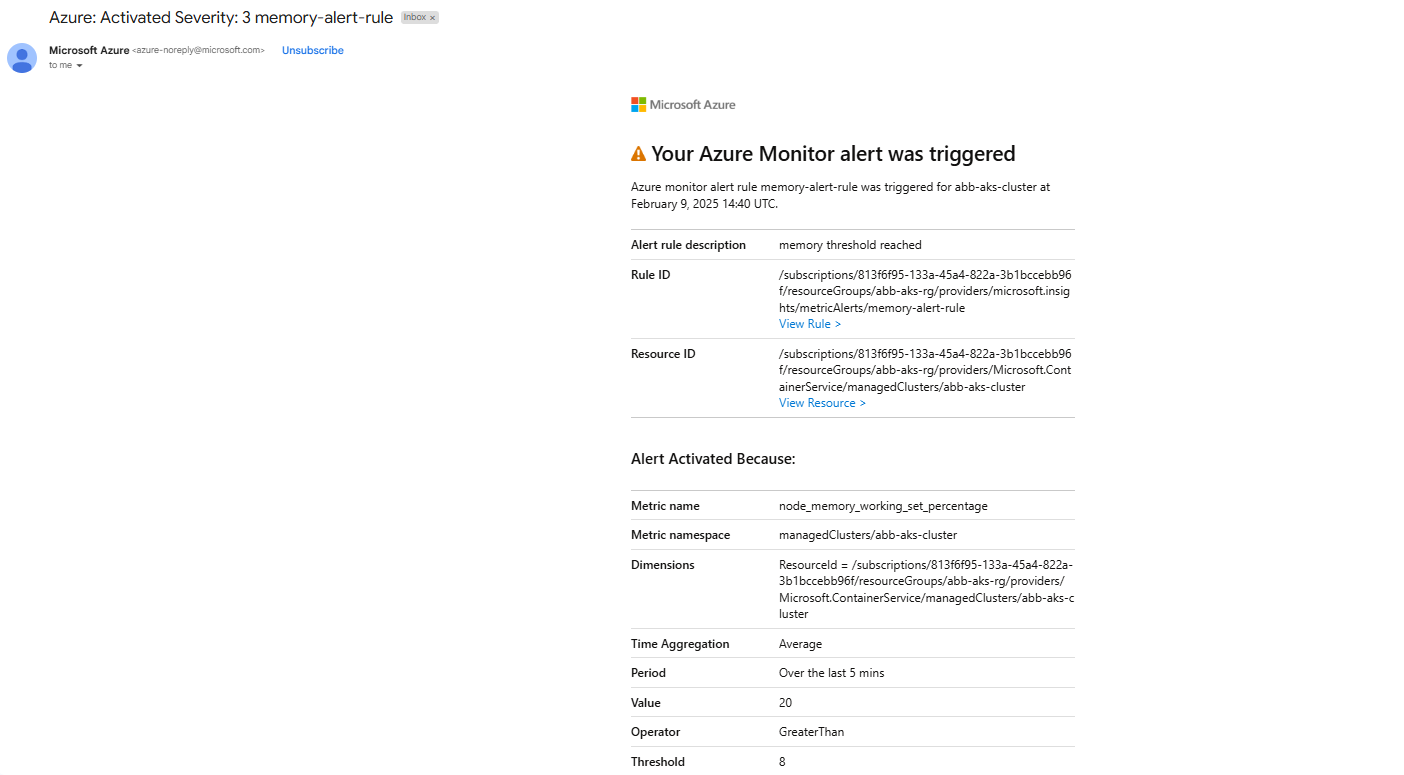 Azure: Activated Severity: 3 memory-alert-rule Inbox ×
Microsoft Azure <azure-noreply@microsoft.com> Unsubscribe
to me
Microsoft Azure
Your Azure Monitor alert was triggered
Azure monitor alert rule memory-alert-rule was triggered for abb-aks-cluster at
February 9, 2025 14:40 UTC.
Alert rule description memory threshold reached
Rule ID /subscriptions/813f6f95-133a-45a4-822a-3b1bccebb96
f/resourceGroups/abb-aks-rg/providers/microsoft.insig
hts/metricAlerts/memory-alert-rule
View Rule >
Resource ID /subscriptions/813f6f95-133a-45a4-822a-3b1bccebb96
f/resourceGroups/abb-aks-rg/providers/Microsoft.Cont
ainerService/managedClusters/abb-aks-cluster
View Resource >
Alert Activated Because:
Metric name node_memory_working_set_percentage
Metric namespace managedClusters/abb-aks-cluster
Dimensions ResourceId = /subscriptions/813f6f95-133a-45a4-822a-
3b1bccebb96f/resourceGroups/abb-aks-rg/providers/
Microsoft.ContainerService/managedClusters/abb-aks-c
luster
Time Aggregation Average
Period Over the last 5 mins
Value 20
Operator GreaterThan
Threshold 8